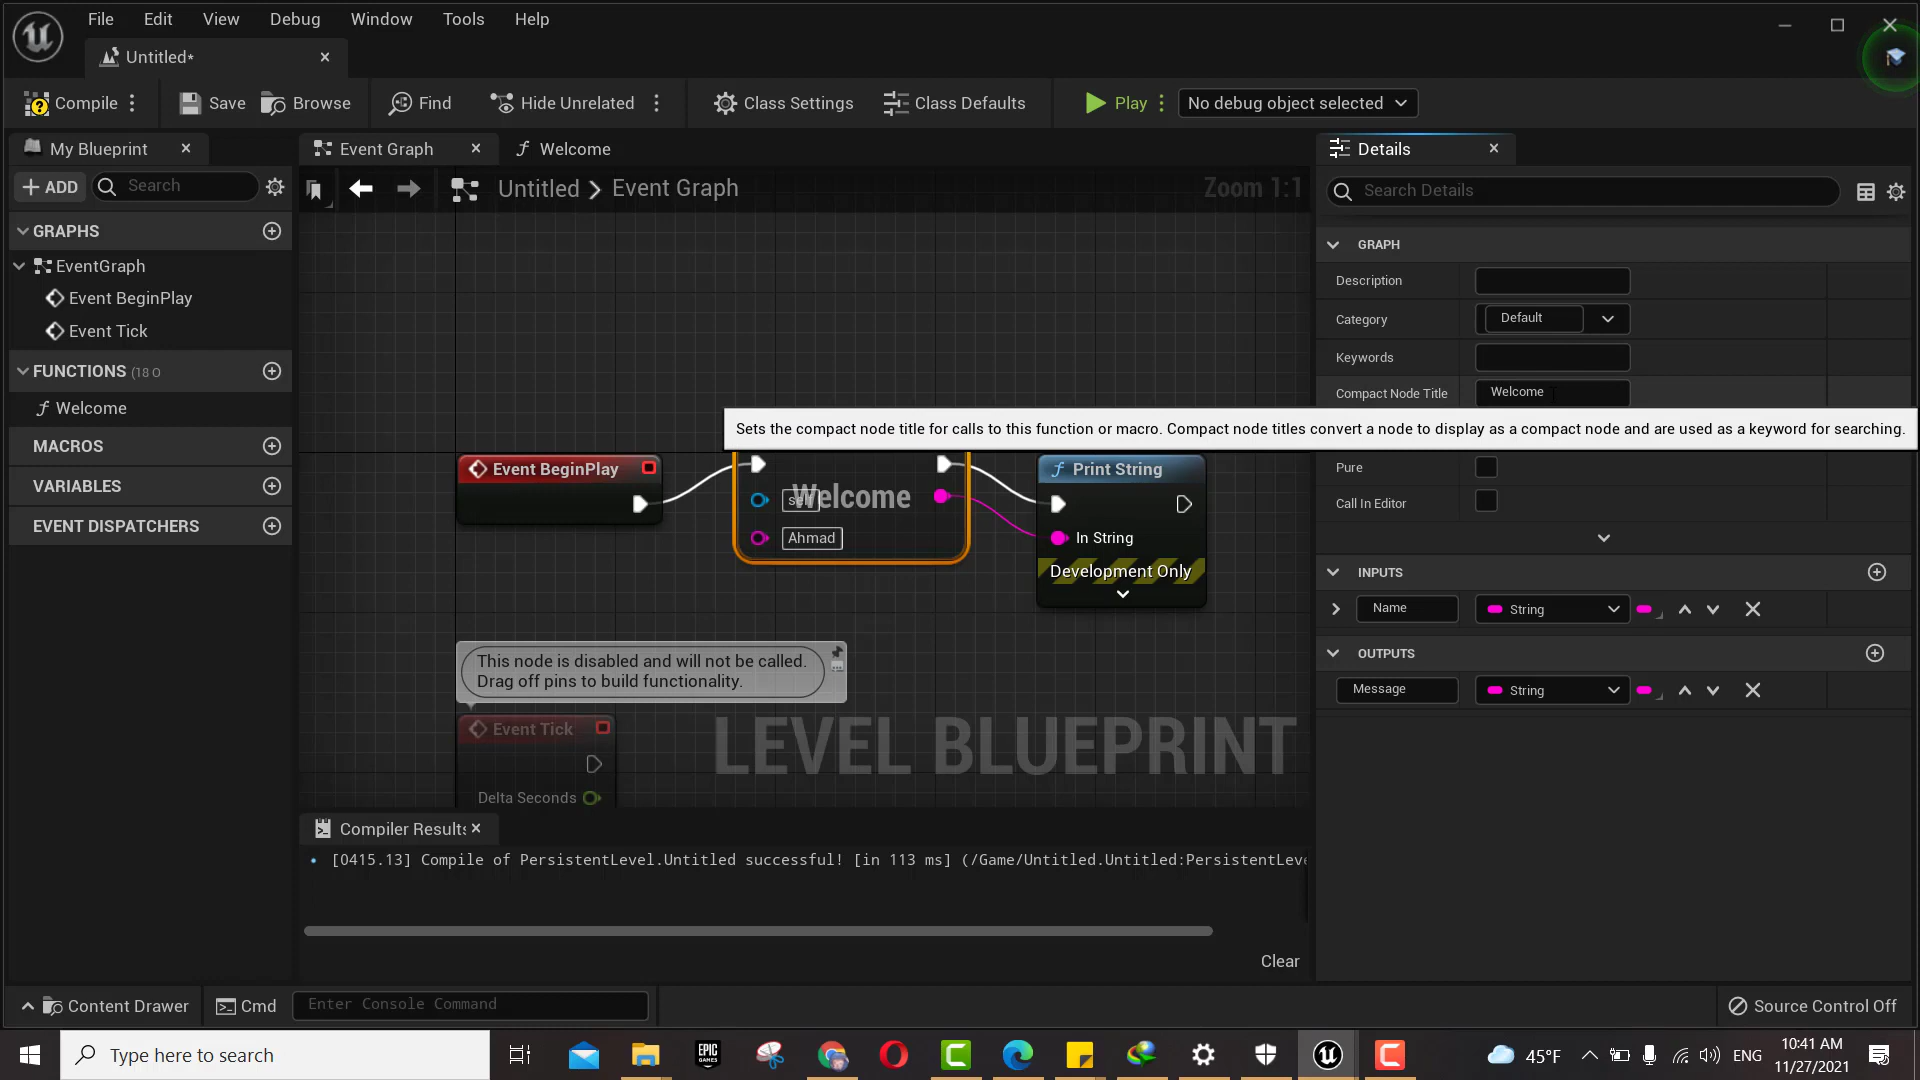 File Edit View Debug Window Tools Help
Untitled*
Compile Save Browse Find Hide Unrelated Class Settings Class Defaults Play No debug object selected
My Blueprint
Event Graph Welcome
Details
ADD Search
Untitled Event Graph Zoom 1:1
Search Details
GRAPHS
EventGraph
Event BeginPlay
Event Tick
FUNCTIONS (18 O
Welcome
MACROS
VARIABLES
EVENT DISPATCHERS
GRAPH
Description
Category Default
Keywords
Compact Node Title Welcome
Sets the compact node title for calls to this function or macro. Compact node titles convert a node to display as a compact node and are used as a keyword for searching.
Pure
Call In Editor
INPUTS
Name String
OUTPUTS
Message String
Event BeginPlay
self Welcome
Ahmad
Print String
In String
Development Only
This node is disabled and will not be called.
Drag off pins to build functionality.
Event Tick
Delta Seconds
LEVEL BLUEPRINT
Compiler Results
[0415.13] Compile of PersistentLevel.Untitled successful! [in 113 ms] (/Game/Untitled.Untitled:PersistentLeve
Clear
Content Drawer Cmd Enter Console Command Source Control Off
Type here to search
EPIC GAMES
45°F ENG 10:41 AM
11/27/2021